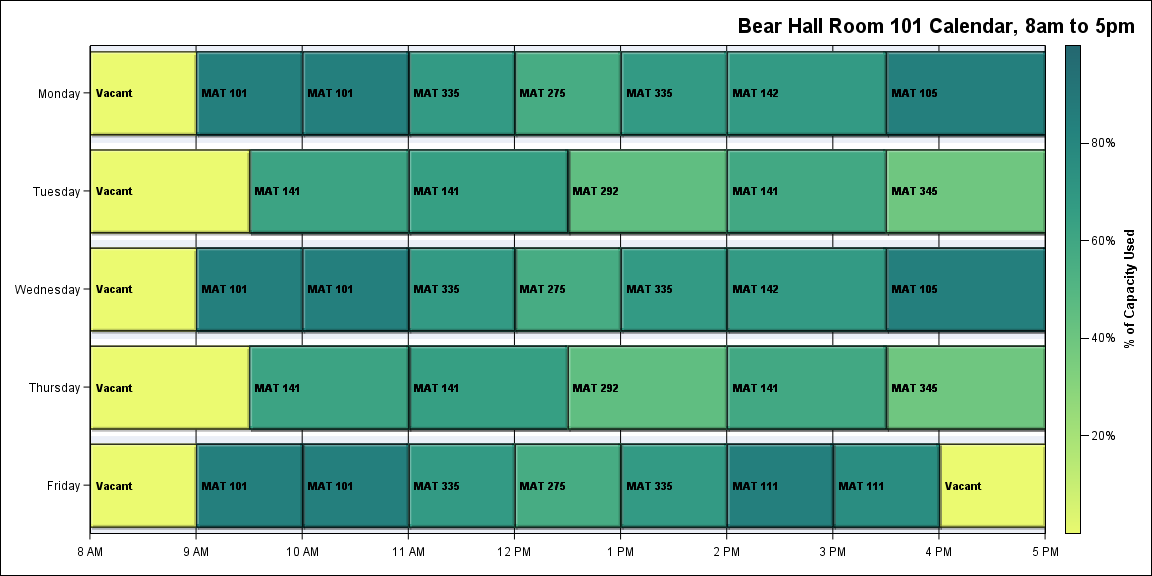 Bear Hall Room 101 Calendar, 8am to 5pm
Monday
Vacant
MAT 101
MAT 101
MAT 335
MAT 275
MAT 335
MAT 142
MAT 105
Tuesday
Vacant
MAT 141
MAT 141
MAT 292
MAT 141
MAT 345
Wednesday
Vacant
MAT 101
MAT 101
MAT 335
MAT 275
MAT 335
MAT 142
MAT 105
Thursday
Vacant
MAT 141
MAT 141
MAT 292
MAT 141
MAT 345
Friday
Vacant
MAT 101
MAT 101
MAT 335
MAT 275
MAT 335
MAT 111
MAT 111
Vacant
8 AM
9 AM
10 AM
11 AM
12 PM
1 PM
2 PM
3 PM
4 PM
5 PM
80%
60%
40%
20%
% of Capacity Used